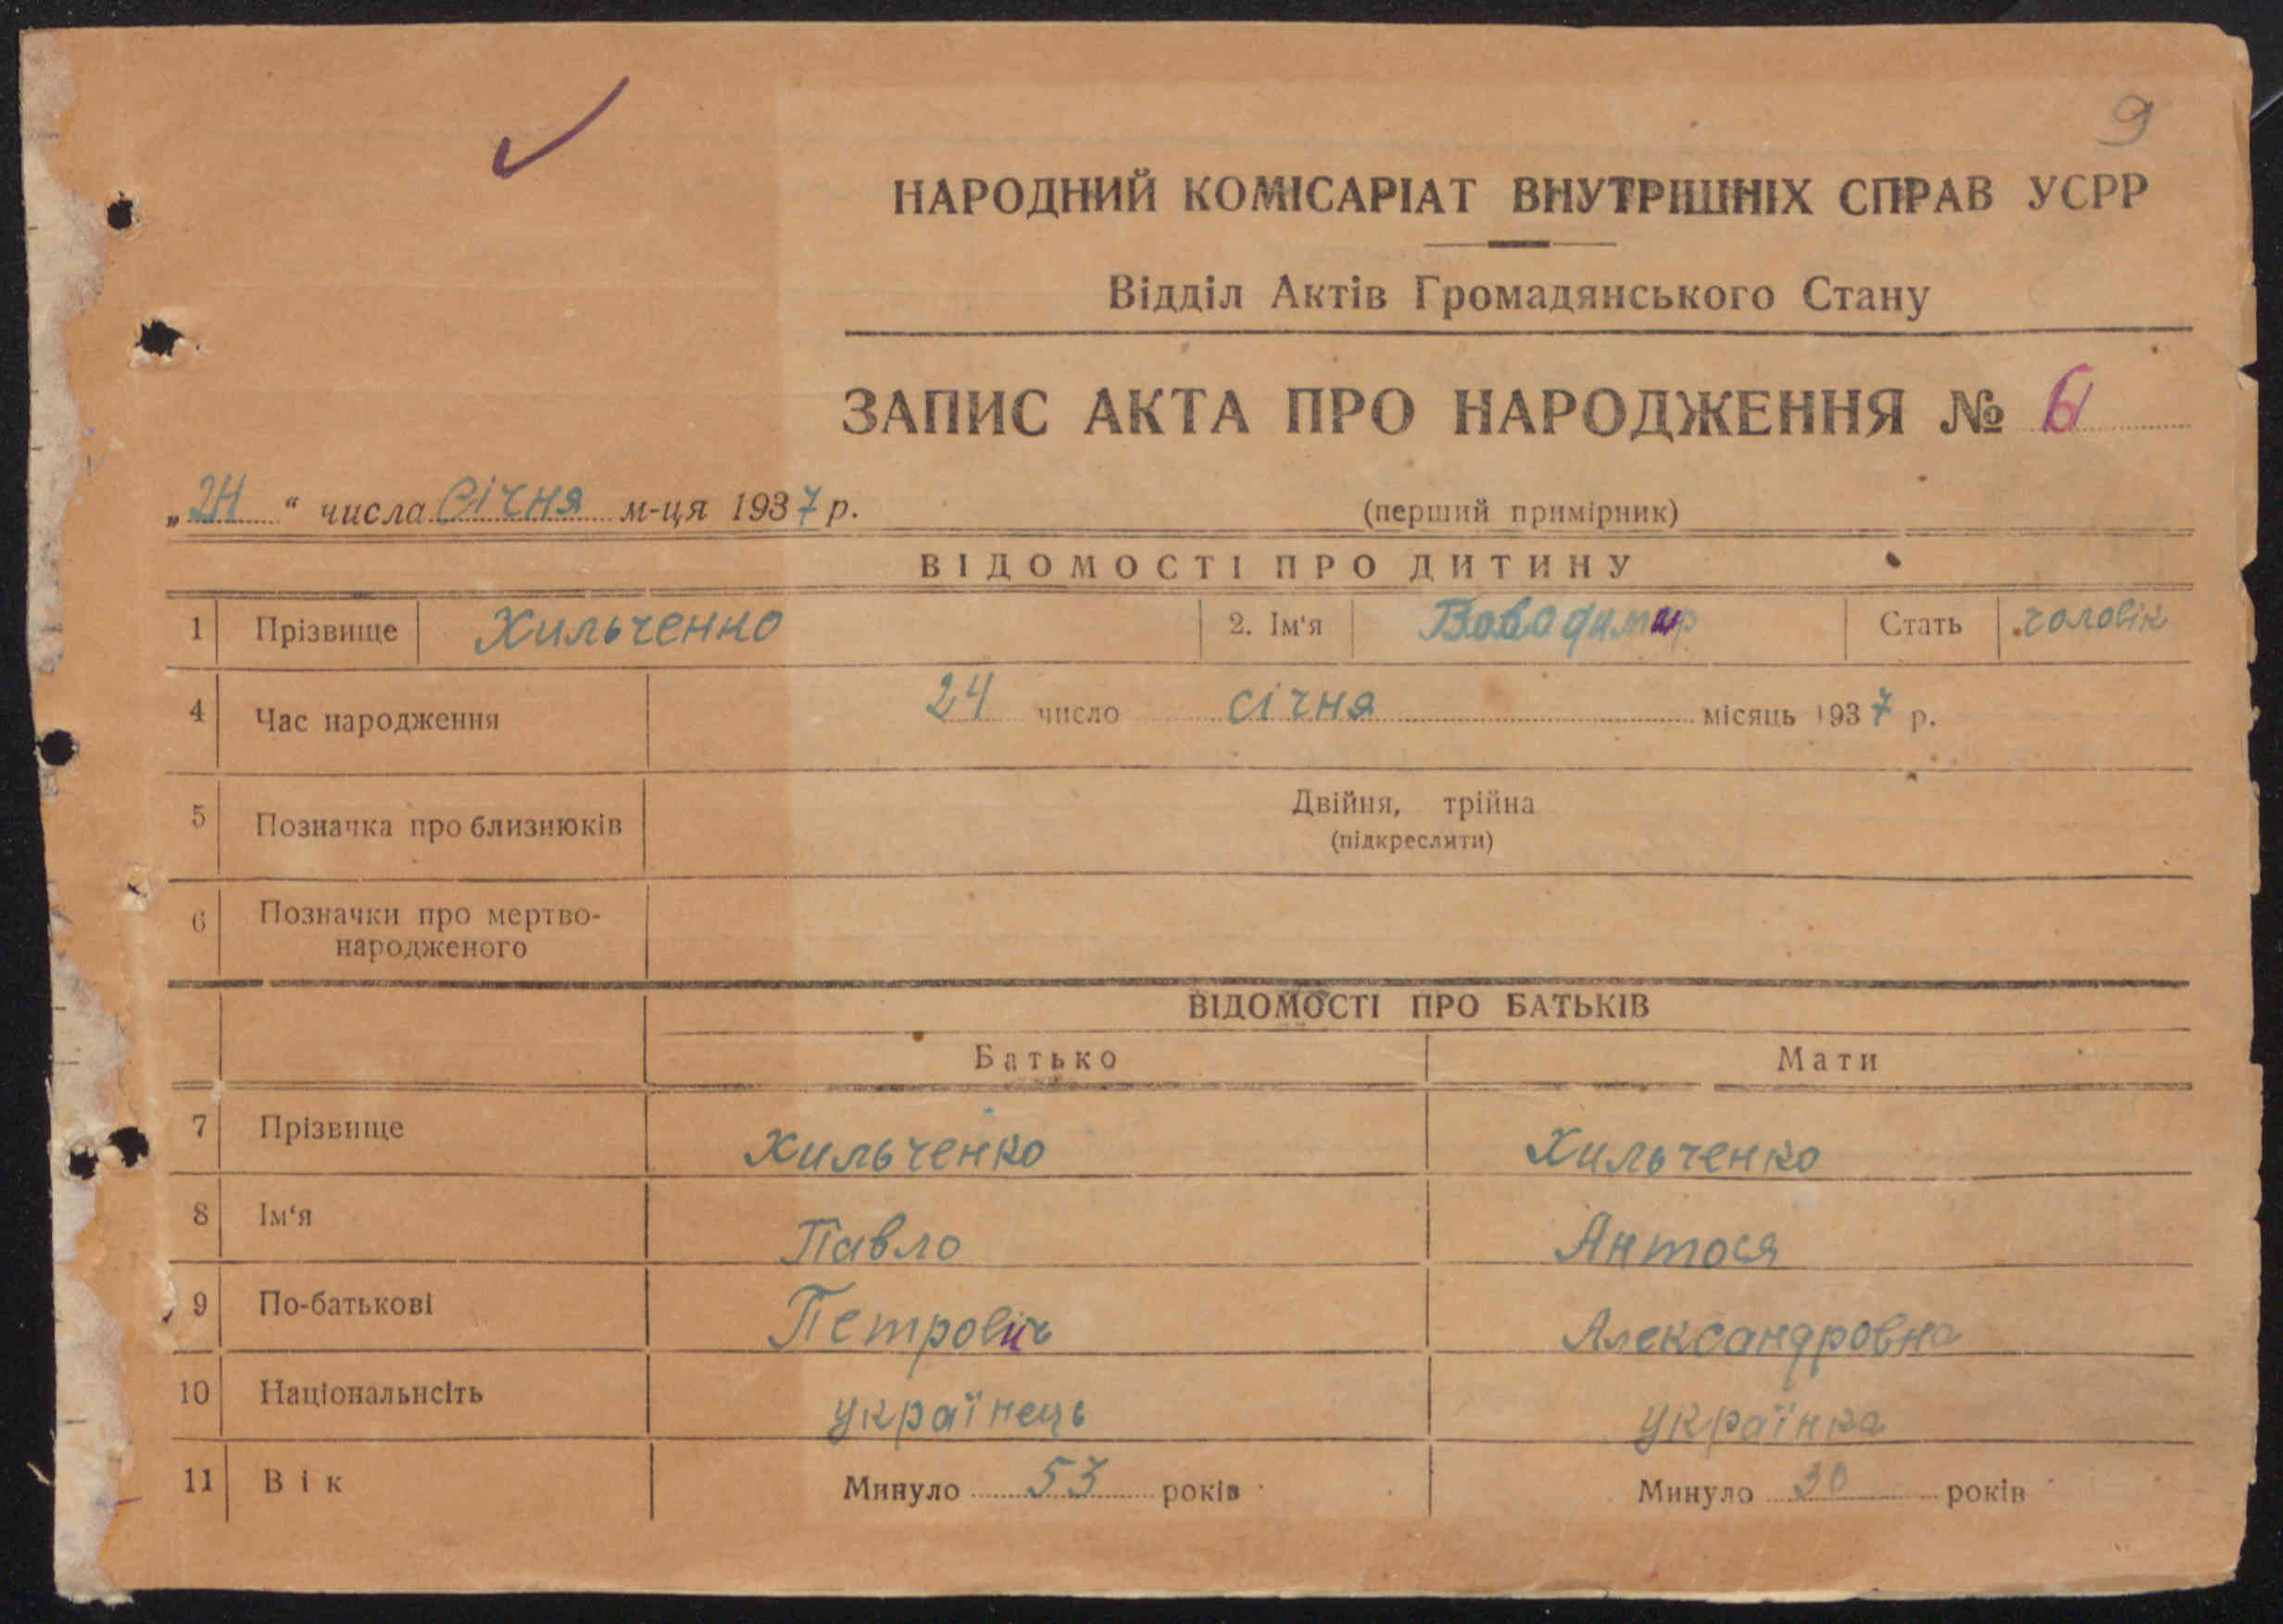 9
НАРОДНИЙ КОМІСАРІАТ ВНУТРІШНІХ СПРАВ УСРР
Відділ Актів Громадянського Стану
ЗАПИС АКТА ПРО НАРОДЖЕННЯ № 6
„24“ числа Січня м-ця 1937 р.
(перший примірник)
ВІДОМОСТІ ПРО ДИТИНУ
1 Прізвище Хильченко 2. Ім'я Стать чоловік
4 Час народження 24 число січня місяць 1937 р.
5 Позначка про близнюків Двійня, трійна
(підкреслити)
6 Позначки про мертво-
народженого
ВІДОМОСТІ ПРО БАТЬКІВ
Батько Мати
7 Прізвище Хильченко Хильченко
8 Ім'я Павло Антося
9 По-батькові Петрович Александровна
10 Національнсіть українець українка
11 Вік Минуло 53 років Минуло 30 років